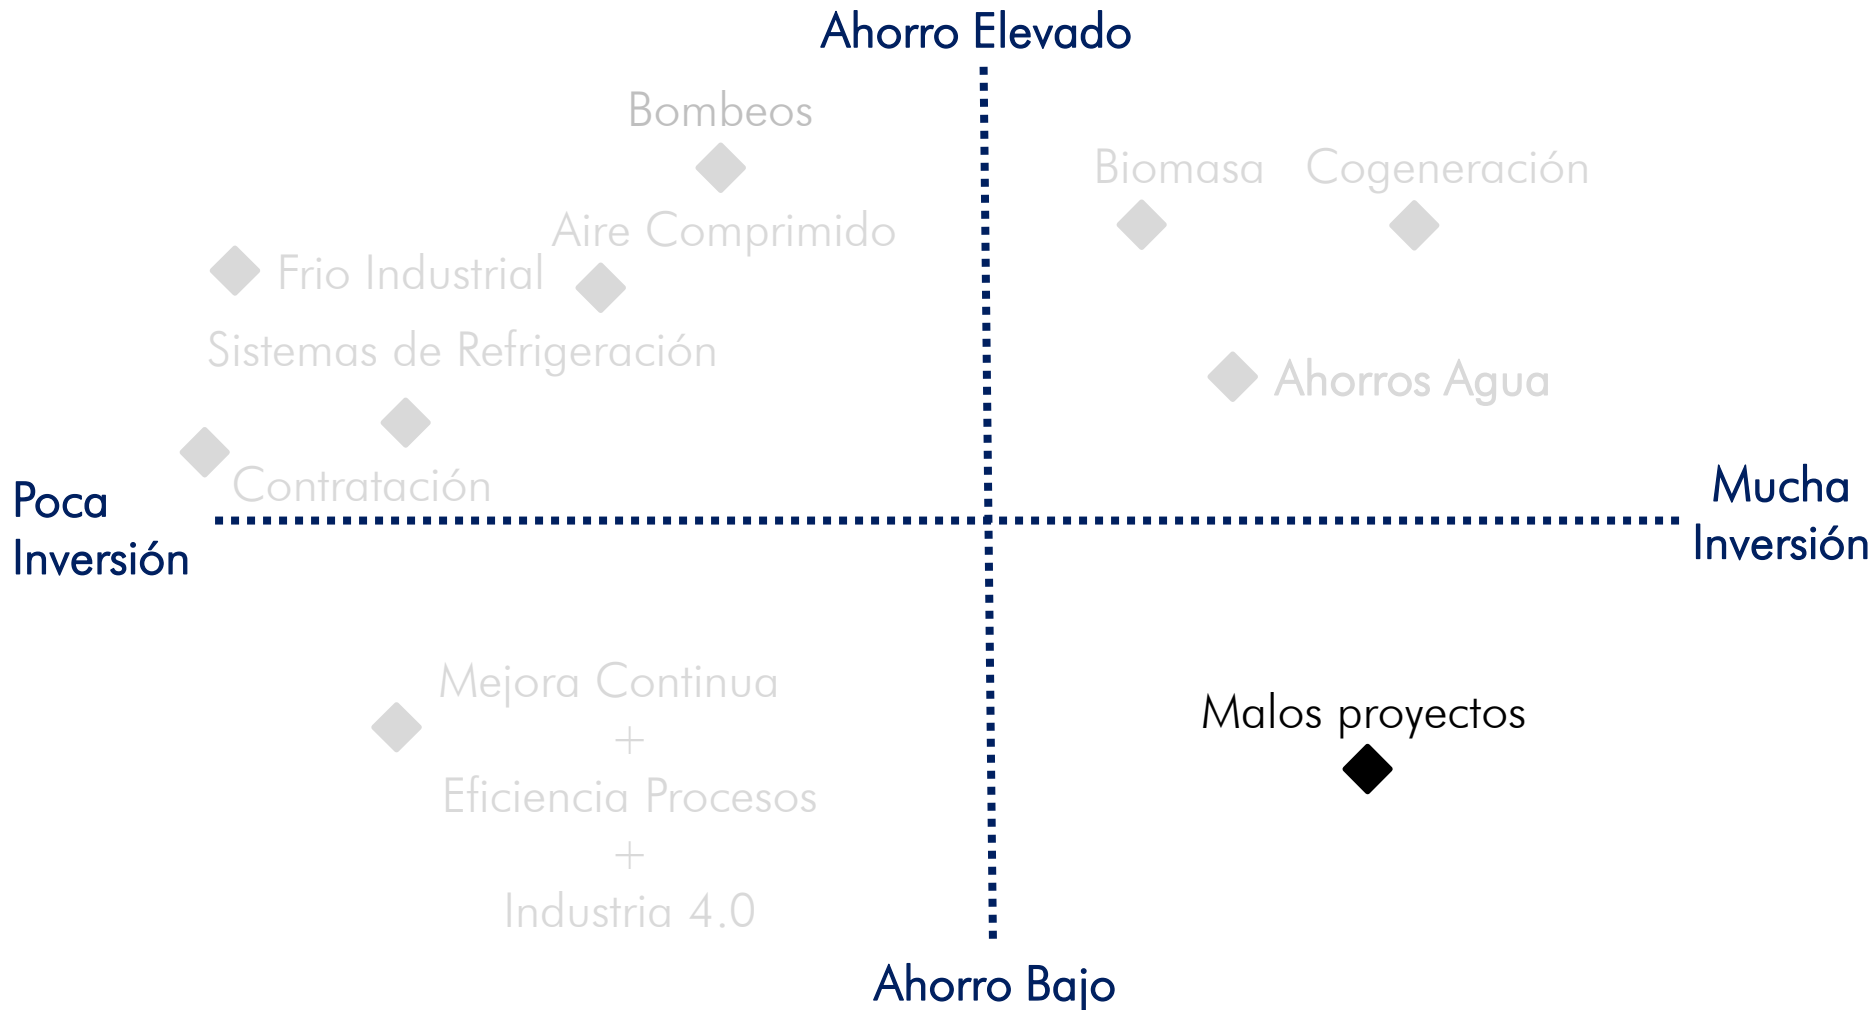 Ahorro Elevado
Bombeos
Biomasa
Cogeneración
Aire Comprimido
Frio Industrial
Sistemas de Refrigeración
Ahorros Agua
Contratación
Poca
Inversión
Mucha
Inversión
Mejora Continua
+
Eficiencia Procesos
+
Industria 4.0
Malos proyectos
Ahorro Bajo